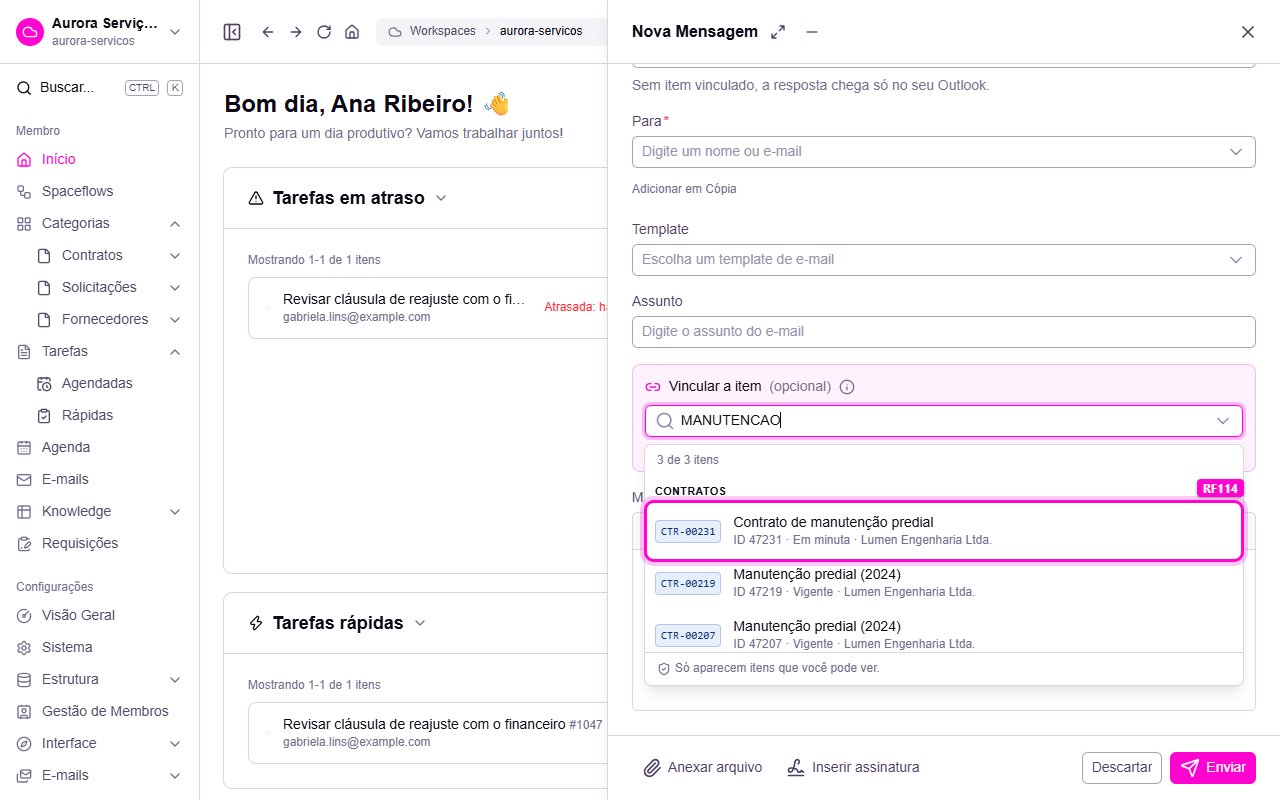 Aurora Serviç...
aurora-servicos
Buscar...
CTRL
K
Membro
Início
Spaceflows
Categorias
Contratos
Solicitações
Fornecedores
Tarefas
Agendadas
Rápidas
Agenda
E-mails
Knowledge
Requisições
Configurações
Visão Geral
Sistema
Estrutura
Gestão de Membros
Interface
E-mails
Workspaces
aurora-servicos
Bom dia, Ana Ribeiro! 👋
Pronto para um dia produtivo? Vamos trabalhar juntos!
Tarefas em atraso
Mostrando 1-1 de 1 itens
Revisar cláusula de reajuste com o fi...
gabriela.lins@example.com
Atrasada: há
Tarefas rápidas
Mostrando 1-1 de 1 itens
Revisar cláusula de reajuste com o financeiro #1047
gabriela.lins@example.com
Nova Mensagem
Sem item vinculado, a resposta chega só no seu Outlook.
Para*
Digite um nome ou e-mail
Adicionar em Cópia
Template
Escolha um template de e-mail
Assunto
Digite o assunto do e-mail
Vincular a item (opcional)
MANUTENCAO
3 de 3 itens
M
CONTRATOS
RF114
CTR-00231
Contrato de manutenção predial
ID 47231 · Em minuta · Lumen Engenharia Ltda.
CTR-00219
Manutenção predial (2024)
ID 47219 · Vigente · Lumen Engenharia Ltda.
CTR-00207
Manutenção predial (2024)
ID 47207 · Vigente · Lumen Engenharia Ltda.
Só aparecem itens que você pode ver.
Anexar arquivo
Inserir assinatura
Descartar
Enviar